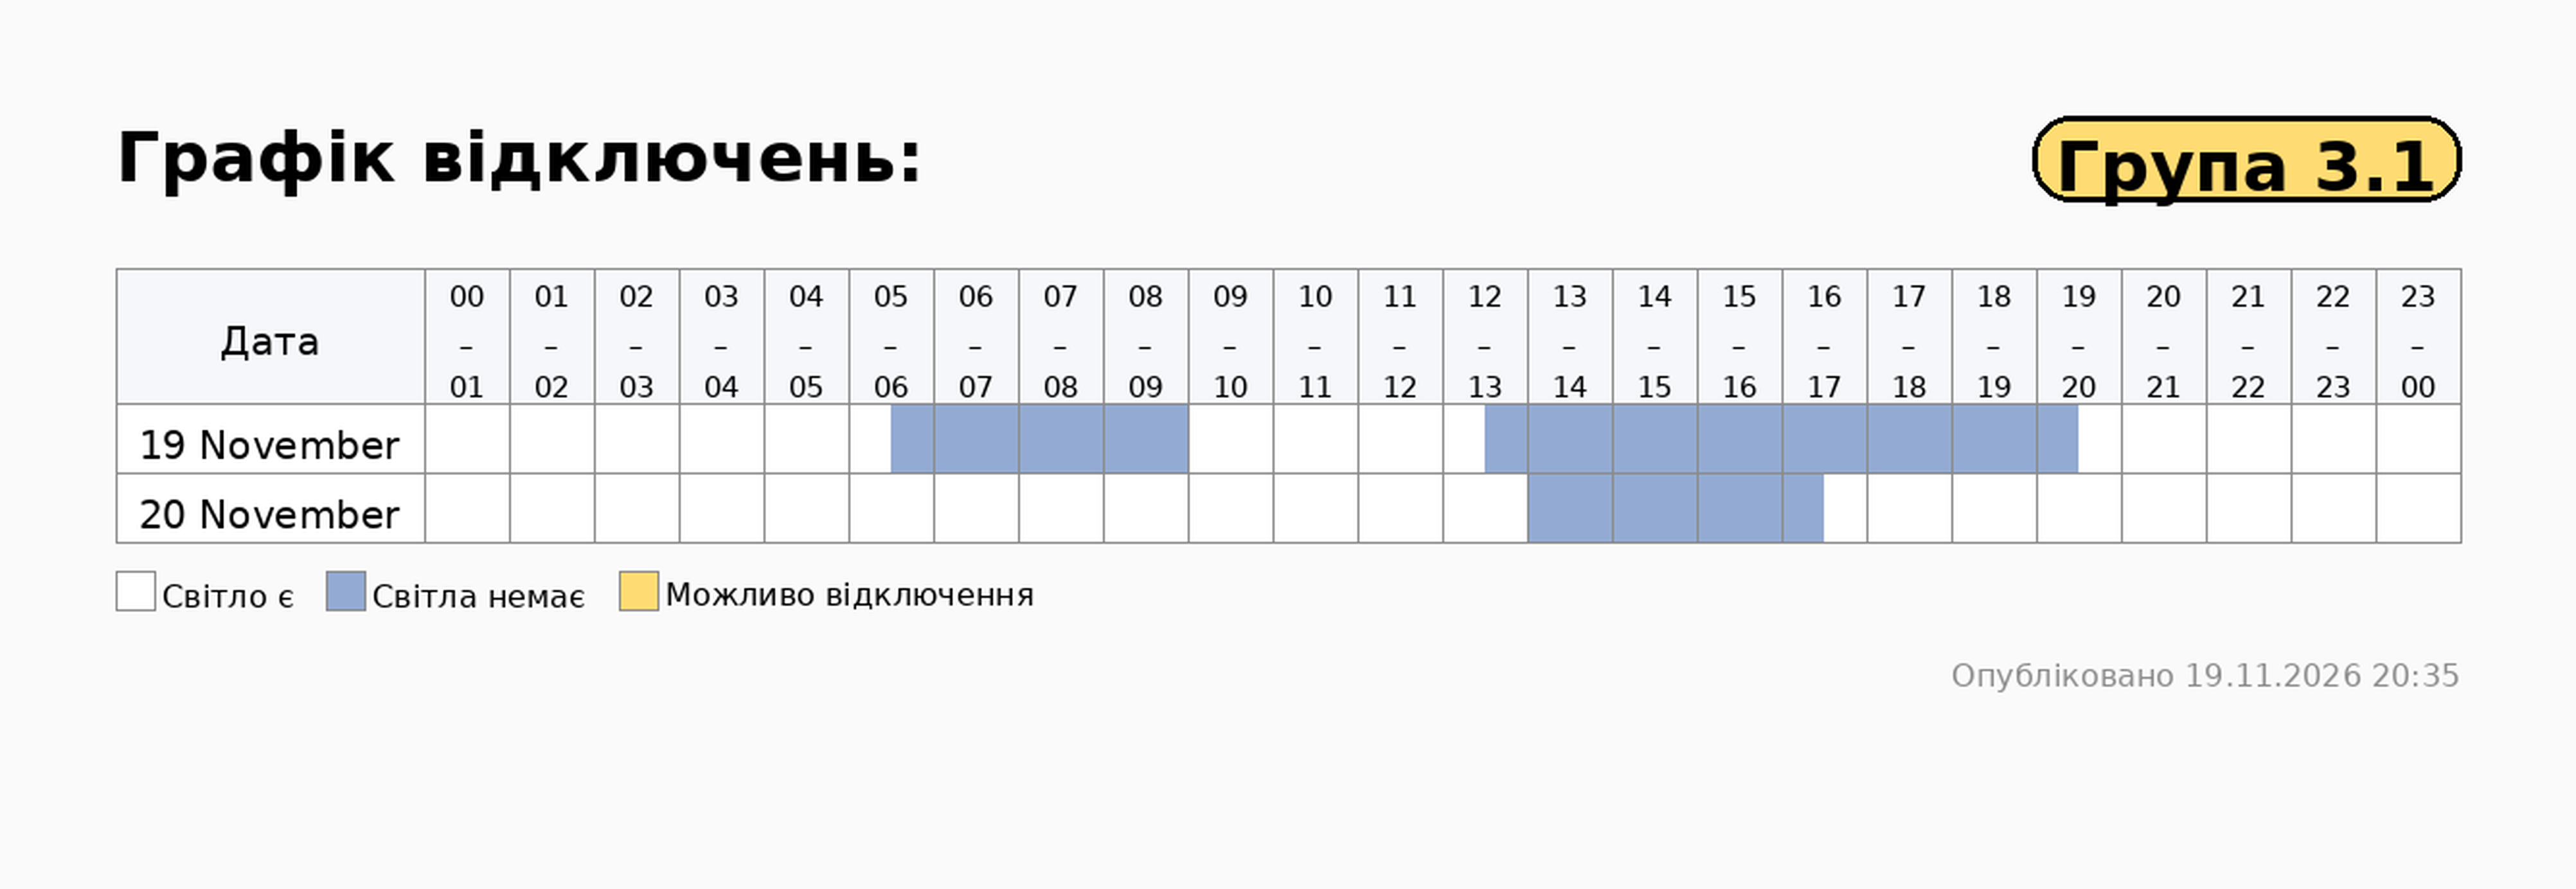 Графік відключень:
Група 3.1
Дата
00 – 01
01 – 02
02 – 03
03 – 04
04 – 05
05 – 06
06 – 07
07 – 08
08 – 09
09 – 10
10 – 11
11 – 12
12 – 13
13 – 14
14 – 15
15 – 16
16 – 17
17 – 18
18 – 19
19 – 20
20 – 21
21 – 22
22 – 23
23 – 00
19 November
20 November
Світло є
Світла немає
Можливо відключення
Опубліковано 19.11.2026 20:35